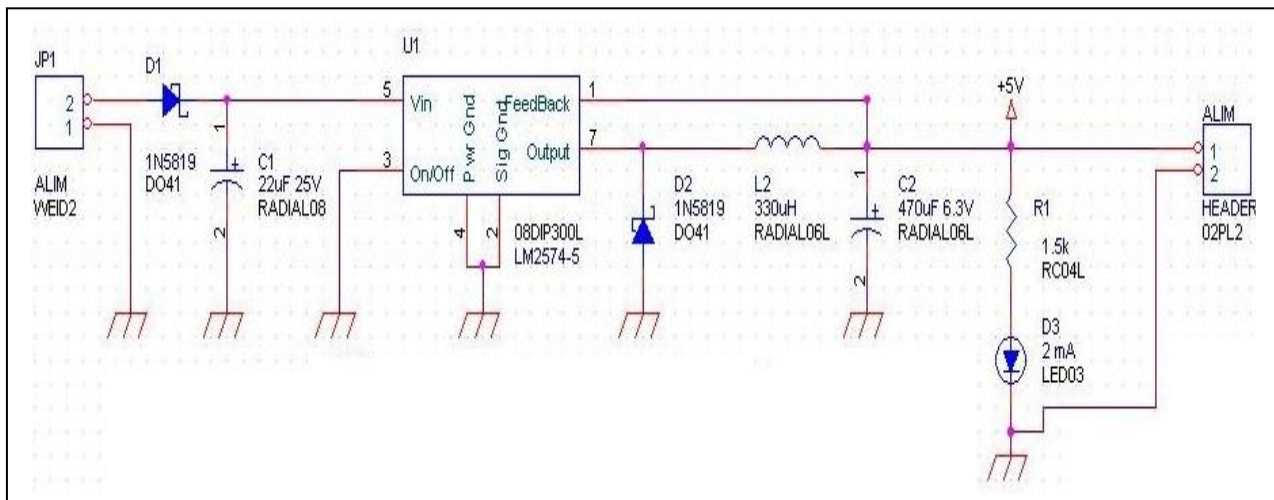 JP1
2
1
ALIM
WEID2
D1
1N5819
DO41
1
2
C1
22uF 25V
RADIAL08
U1
5
Vin
3
On/Off
Pwr Gnd
Sig Gnd
FeedBack
1
Output
7
4
2
08DIP300L
LM2574-5
D2
1N5819
DO41
L2
330uH
RADIAL06L
1
2
C2
470uF 6.3V
RADIAL06L
+5V
R1
1.5k
RC04L
D3
2 mA
LED03
ALIM
1
2
HEADER
02PL2